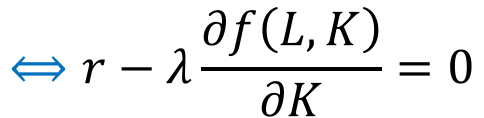 ⇔ r − λ ∂f(L, K)/∂K = 0